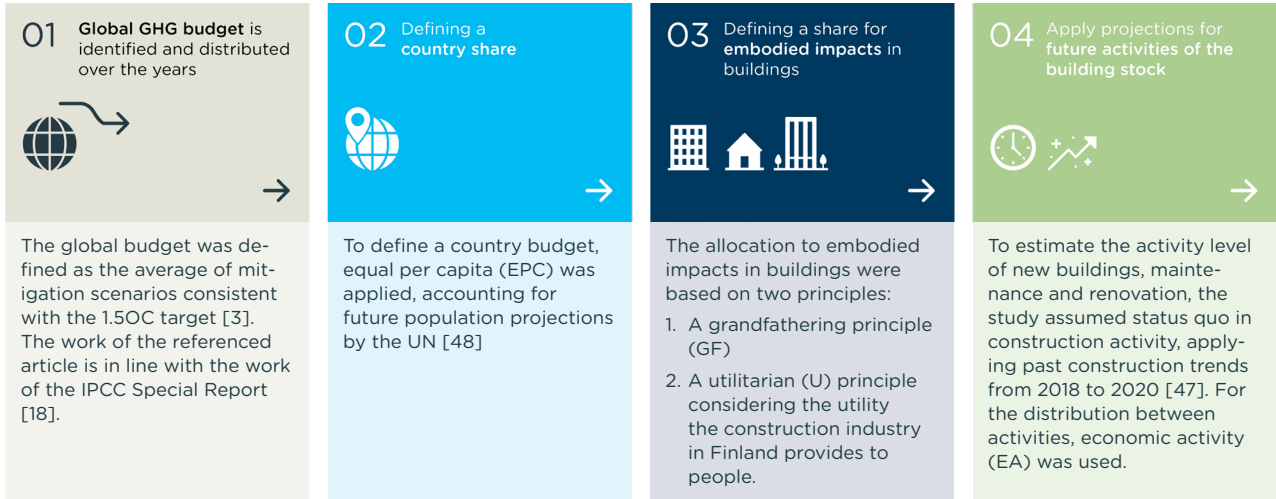 01 Global GHG budget is
identified and distributed
over the years
The global budget was de-
fined as the average of mit-
igation scenarios consistent
with the 1.5OC target [3].
The work of the referenced
article is in line with the work
of the IPCC Special Report
[18].
02 Defining a
country share
To define a country budget,
equal per capita (EPC) was
applied, accounting for
future population projections
by the UN [48]
03 Defining a share for
embodied impacts in
buildings
The allocation to embodied
impacts in buildings were
based on two principles:
1. A grandfathering principle
(GF)
2. A utilitarian (U) principle
considering the utility
the construction industry
in Finland provides to
people.
04 Apply projections for
future activities of the
building stock
To estimate the activity level
of new buildings, mainte-
nance and renovation, the
study assumed status quo in
construction activity, apply-
ing past construction trends
from 2018 to 2020 [47]. For
the distribution between
activities, economic activity
(EA) was used.